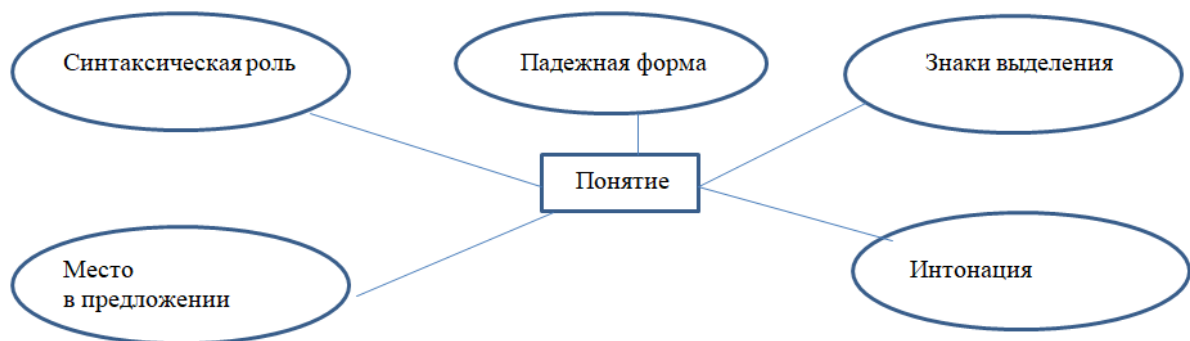 Синтаксическая роль
Падежная форма
Знаки выделения
Понятие
Место
в предложении
Интонация